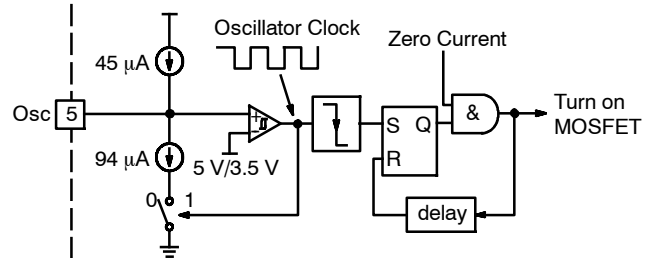 Oscillator Clock
Zero Current
45 μA
Osc 5
+
−
&
Turn on
MOSFET
S Q
R
94 μA
5 V/3.5 V
0 1
delay